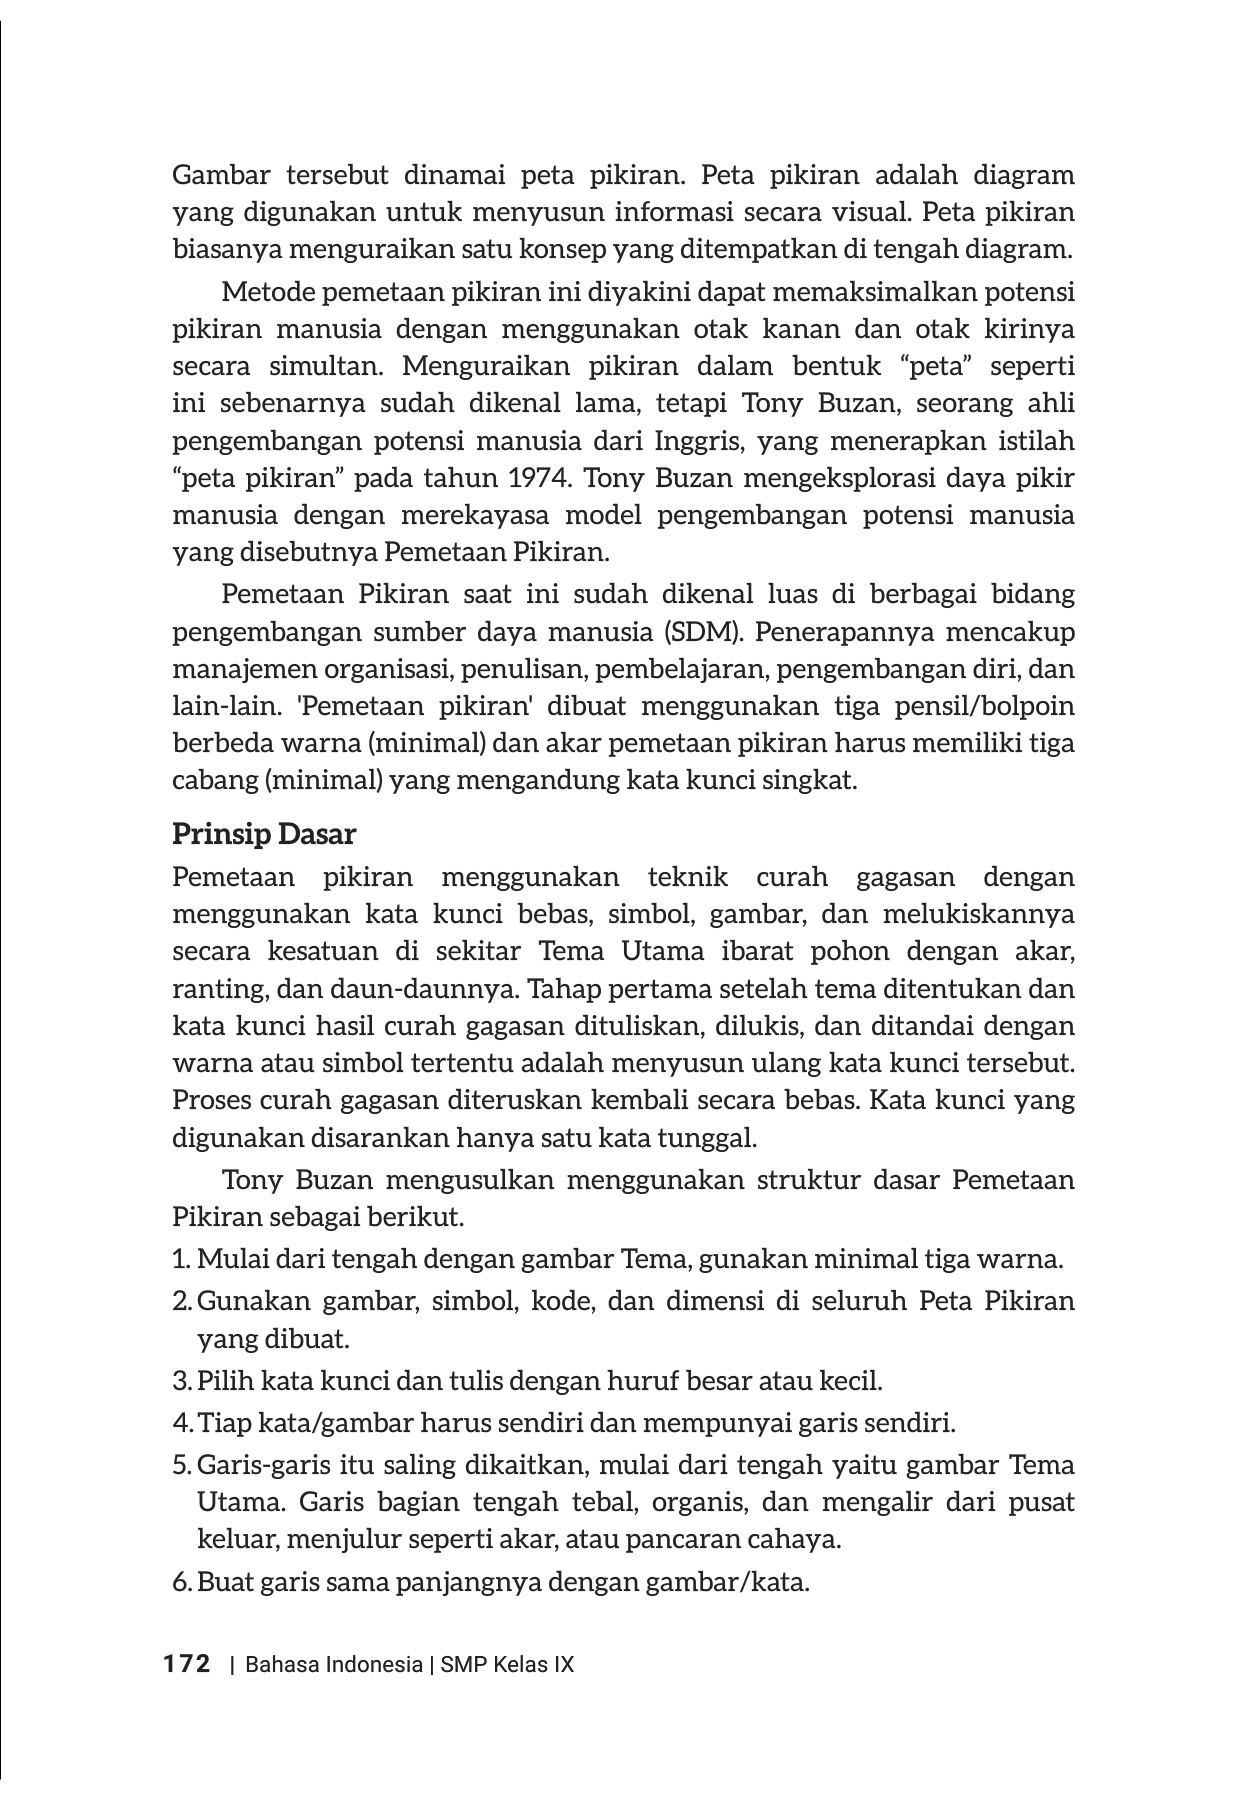 Gambar tersebut dinamai peta pikiran. Peta pikiran adalah diagram
yang digunakan untuk menyusun informasi secara visual. Peta pikiran
biasanya menguraikan satu konsep yang ditempatkan di tengah diagram.
Metode pemetaan pikiran ini diyakini dapat memaksimalkan potensi
pikiran manusia dengan menggunakan otak kanan dan otak kirinya
secara simultan. Menguraikan pikiran dalam bentuk “peta” seperti
ini sebenarnya sudah dikenal lama, tetapi Tony Buzan, seorang ahli
pengembangan potensi manusia dari Inggris, yang menerapkan istilah
“peta pikiran” pada tahun 1974. Tony Buzan mengeksplorasi daya pikir
manusia dengan merekayasa model pengembangan potensi manusia
yang disebutnya Pemetaan Pikiran.
Pemetaan Pikiran saat ini sudah dikenal luas di berbagai bidang
pengembangan sumber daya manusia (SDM). Penerapannya mencakup
manajemen organisasi, penulisan, pembelajaran, pengembangan diri, dan
lain-lain. 'Pemetaan pikiran' dibuat menggunakan tiga pensil/bolpoin
berbeda warna (minimal) dan akar pemetaan pikiran harus memiliki tiga
cabang (minimal) yang mengandung kata kunci singkat.
Prinsip Dasar
Pemetaan pikiran menggunakan teknik curah gagasan dengan
menggunakan kata kunci bebas, simbol, gambar, dan melukiskannya
secara kesatuan di sekitar Tema Utama ibarat pohon dengan akar,
ranting, dan daun-daunnya. Tahap pertama setelah tema ditentukan dan
kata kunci hasil curah gagasan dituliskan, dilukis, dan ditandai dengan
warna atau simbol tertentu adalah menyusun ulang kata kunci tersebut.
Proses curah gagasan diteruskan kembali secara bebas. Kata kunci yang
digunakan disarankan hanya satu kata tunggal.
Tony Buzan mengusulkan menggunakan struktur dasar Pemetaan
Pikiran sebagai berikut.
1. Mulai dari tengah dengan gambar Tema, gunakan minimal tiga warna.
2. Gunakan gambar, simbol, kode, dan dimensi di seluruh Peta Pikiran
yang dibuat.
3. Pilih kata kunci dan tulis dengan huruf besar atau kecil.
4. Tiap kata/gambar harus sendiri dan mempunyai garis sendiri.
5. Garis-garis itu saling dikaitkan, mulai dari tengah yaitu gambar Tema
Utama. Garis bagian tengah tebal, organis, dan mengalir dari pusat
keluar, menjulur seperti akar, atau pancaran cahaya.
6. Buat garis sama panjangnya dengan gambar/kata.
172 | Bahasa Indonesia | SMP Kelas IX